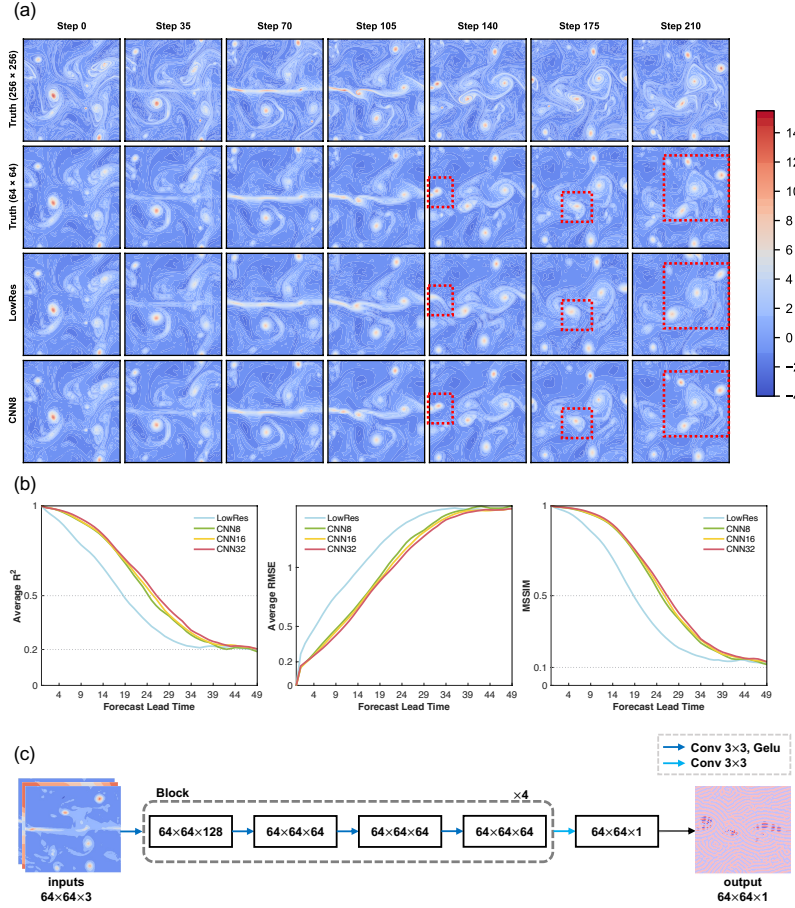 (a)
Step 0 Step 35 Step 70 Step 105 Step 140 Step 175 Step 210
Truth (256 × 256)
Truth (64 × 64)
LowRes
CNN8
14
12
10
8
6
4
2
0
−2
−4
(b)
1
0.5
0.2
0
Average R²
LowRes
CNN8
CNN16
CNN32
4 9 14 19 24 29 34 39 44 49
Forecast Lead Time
1
0.2
0
Average RMSE
LowRes
CNN8
CNN16
CNN32
4 9 14 19 24 29 34 39 44 49
Forecast Lead Time
1
0.5
0.1
0
MSSIM
LowRes
CNN8
CNN16
CNN32
4 9 14 19 24 29 34 39 44 49
Forecast Lead Time
(c)
Conv 3×3, Gelu
Conv 3×3
Block
×4
64×64×128 64×64×64 64×64×64 64×64×64 64×64×1
inputs
64×64×3
output
64×64×1